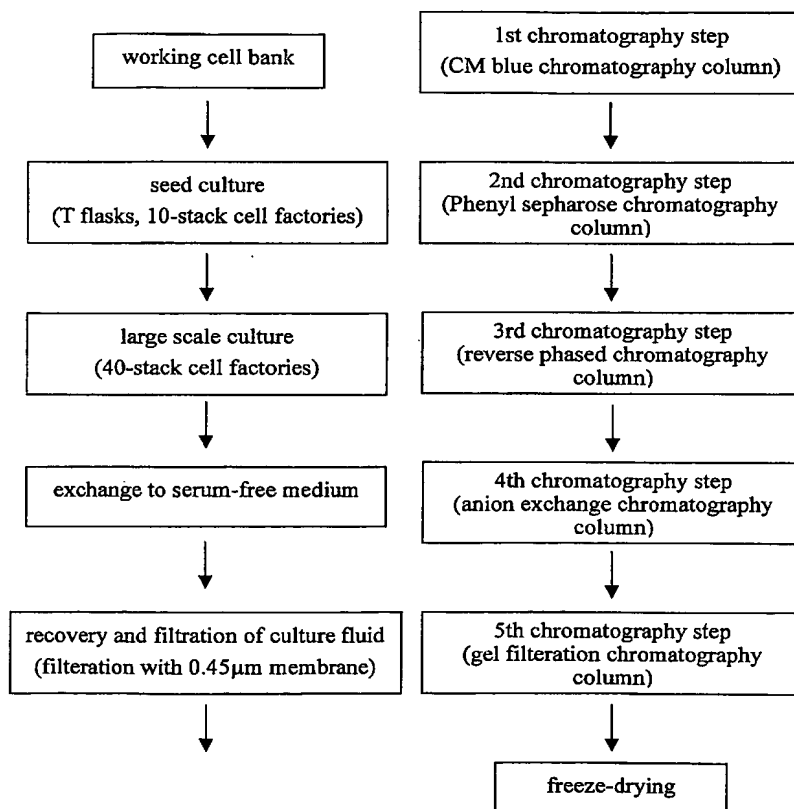 working cell bank
seed culture
(T flasks, 10-stack cell factories)
large scale culture
(40-stack cell factories)
exchange to serum-free medium
recovery and filtration of culture fluid
(filteration with 0.45μm membrane)
1st chromatography step
(CM blue chromatography column)
2nd chromatography step
(Phenyl sepharose chromatography
column)
3rd chromatography step
(reverse phased chromatography
column)
4th chromatography step
(anion exchange chromatography
column)
5th chromatography step
(gel filteration chromatography
column)
freeze-drying